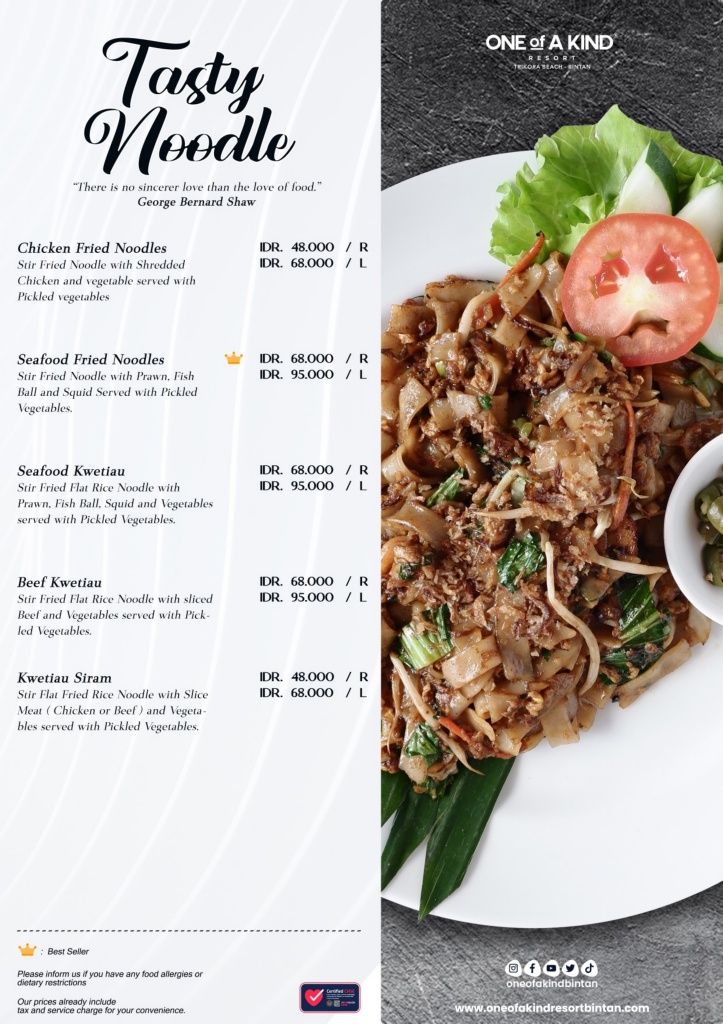 Tasty
Noodle
“There is no sincerer love than the love of food.”
George Bernard Shaw
Chicken Fried Noodles
IDR. 48.000 / R
Stir Fried Noodle with Shredded
IDR. 68.000 / L
Chicken and vegetable served with
Pickled vegetables
Seafood Fried Noodles
IDR. 68.000 / R
Stir Fried Noodle with Prawn, Fish
IDR. 95.000 / L
Ball and Squid Served with Pickled
Vegetables.
Seafood Kwetiau
IDR. 68.000 / R
Stir Fried Flat Rice Noodle with
IDR. 95.000 / L
Prawn, Fish Ball, Squid and Vegetables
served with Pickled Vegetables.
Beef Kwetiau
IDR. 68.000 / R
Stir Fried Flat Rice Noodle with sliced
IDR. 95.000 / L
Beef and Vegetables served with Pick-
led Vegetables.
Kwetiau Siram
IDR. 48.000 / R
Stir Flat Fried Rice Noodle with Slice
IDR. 68.000 / L
Meat ( Chicken or Beef ) and Vegeta-
bles served with Pickled Vegetables.
: Best Seller
Please inform us if you have any food allergies or
dietary restrictions
Our prices already include
tax and service charge for your convenience.
Certified
ONE of A KIND
RESORT
TRIKORA BEACH - BINTAN
oneofakindbintan
www.oneofakindresortbintan.com